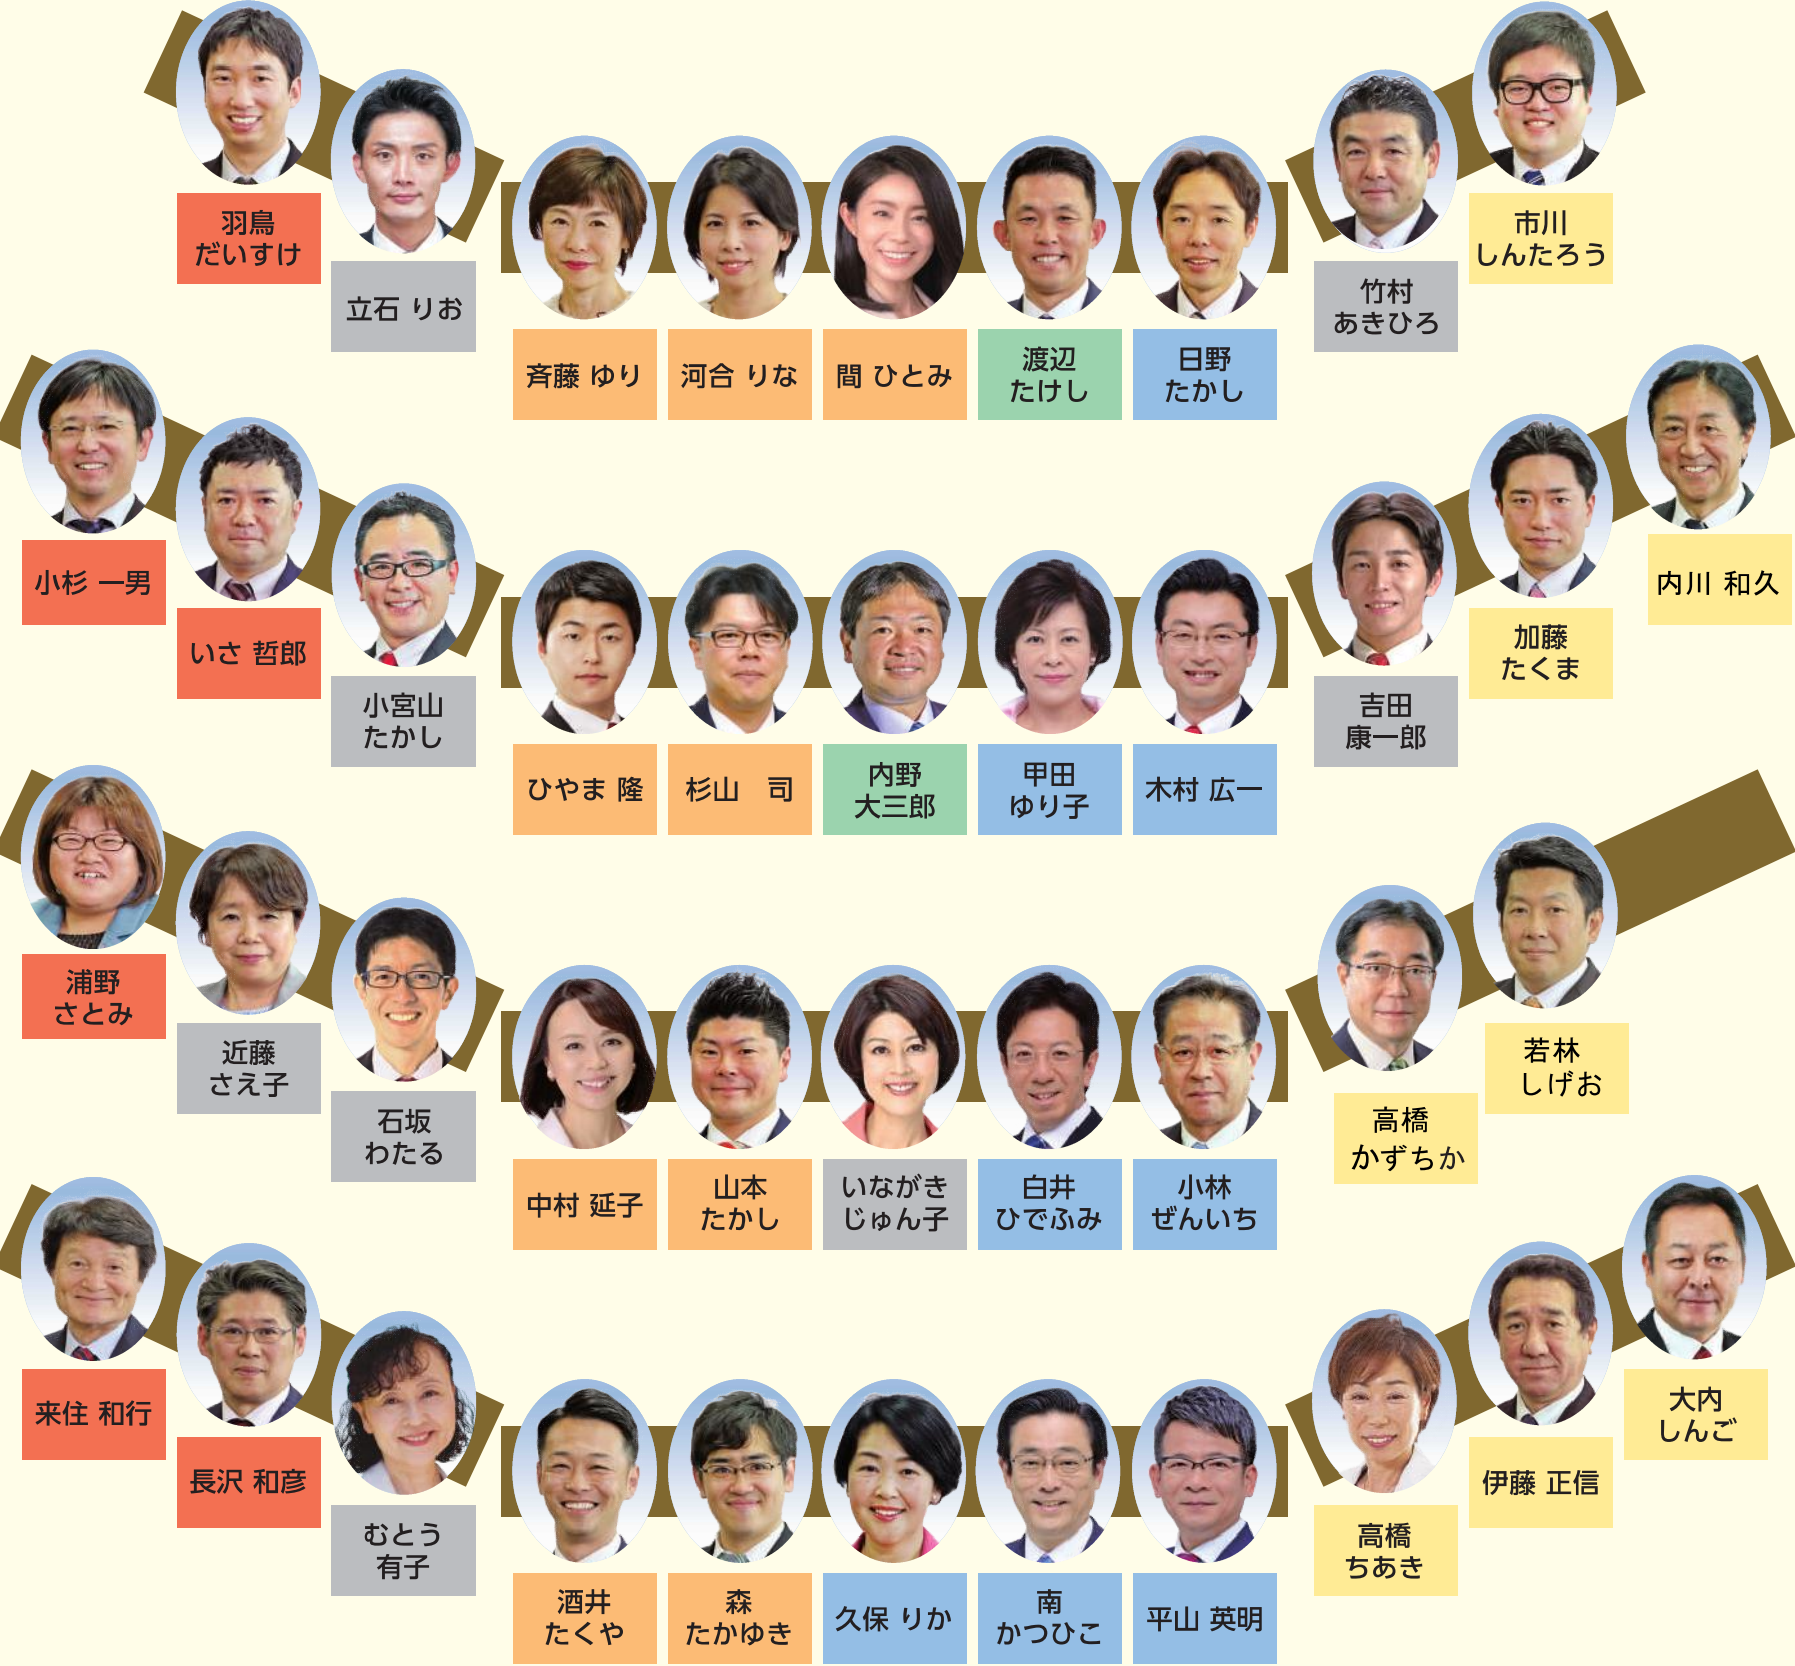 羽鳥
だいすけ
立石 りお
斉藤 ゆり
河合 りな
間 ひとみ
渡辺
たけし
日野
たかし
竹村
あきひろ
市川
しんたろう
小杉 一男
いさ 哲郎
小宮山
たかし
ひやま 隆
杉山　司
内野
大三郎
甲田
ゆり子
木村 広一
吉田
康一郎
加藤
たくま
内川 和久
浦野
さとみ
近藤
さえ子
石坂
わたる
中村 延子
山本
たかし
いながき
じゅん子
白井
ひでふみ
小林
ぜんいち
高橋
かずちか
若林
しげお
来住 和行
長沢 和彦
むとう
有子
酒井
たくや
森
たかゆき
久保 りか
南
かつひこ
平山 英明
高橋
ちあき
伊藤 正信
大内
しんご